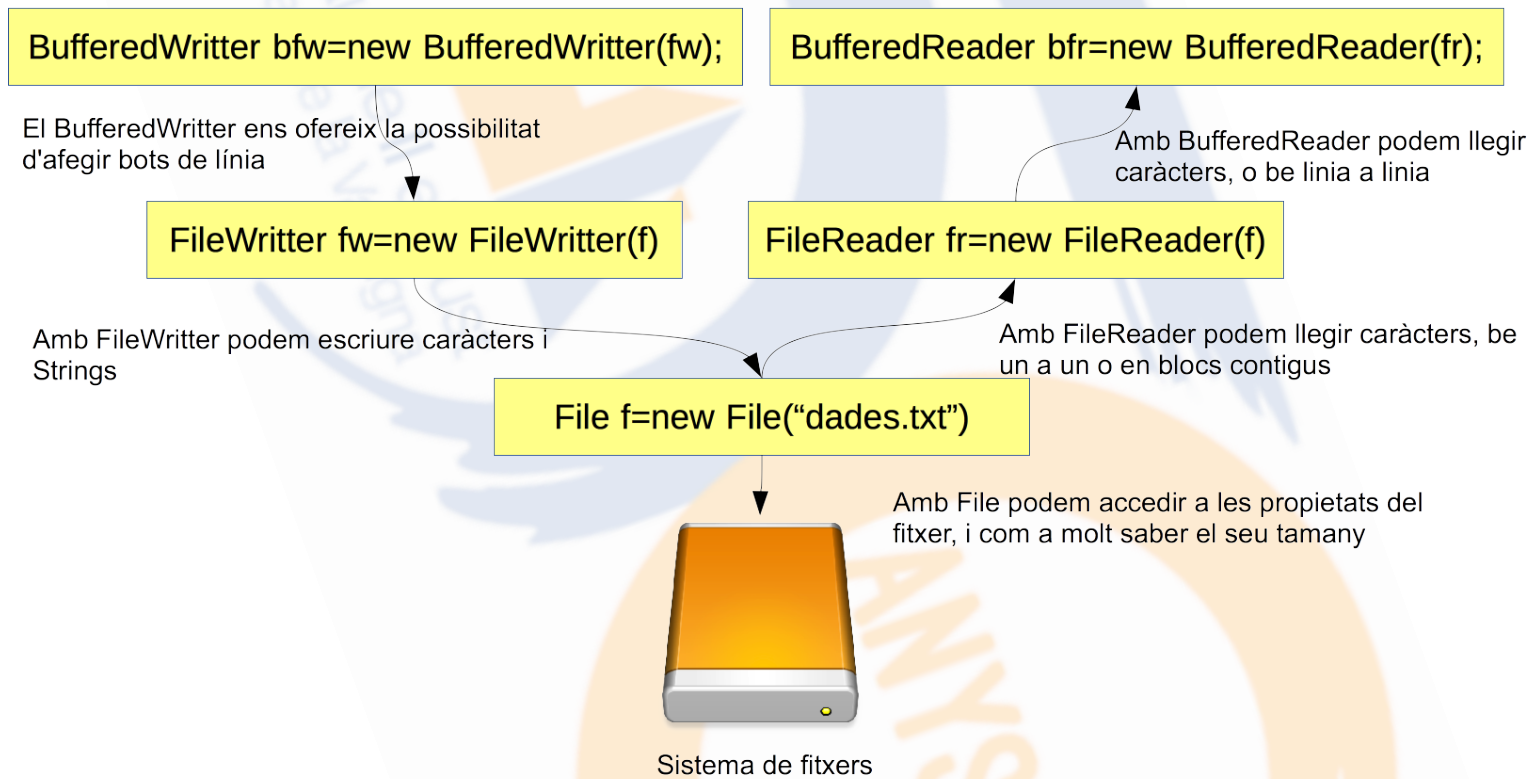 BufferedWritter bfw=new BufferedWritter(fw);
BufferedReader bfr=new BufferedReader(fr);
El BufferedWritter ens ofereix la possibilitat
d'afegir bots de línia
Amb BufferedReader podem llegir
caràcters, o be linia a linia
FileWritter fw=new FileWritter(f)
FileReader fr=new FileReader(f)
Amb FileWritter podem escriure caràcters i
Strings
Amb FileReader podem llegir caràcters, be
un a un o en blocs contigus
File f=new File(“dades.txt”)
Amb File podem accedir a les propietats del
fitxer, i com a molt saber el seu tamany
ANYS
Sistema de fitxers